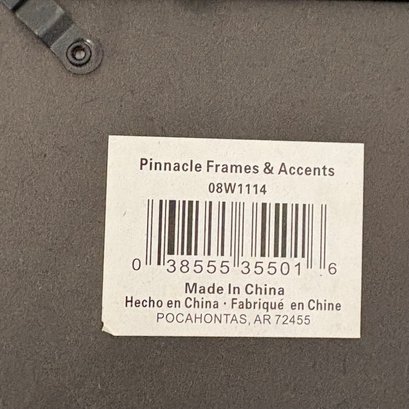 Pinnacle Frames & Accents
08W1114
0 38555 35501 6
Made In China
Hecho en China · Fabriqué en Chine
POCAHONTAS, AR 72455